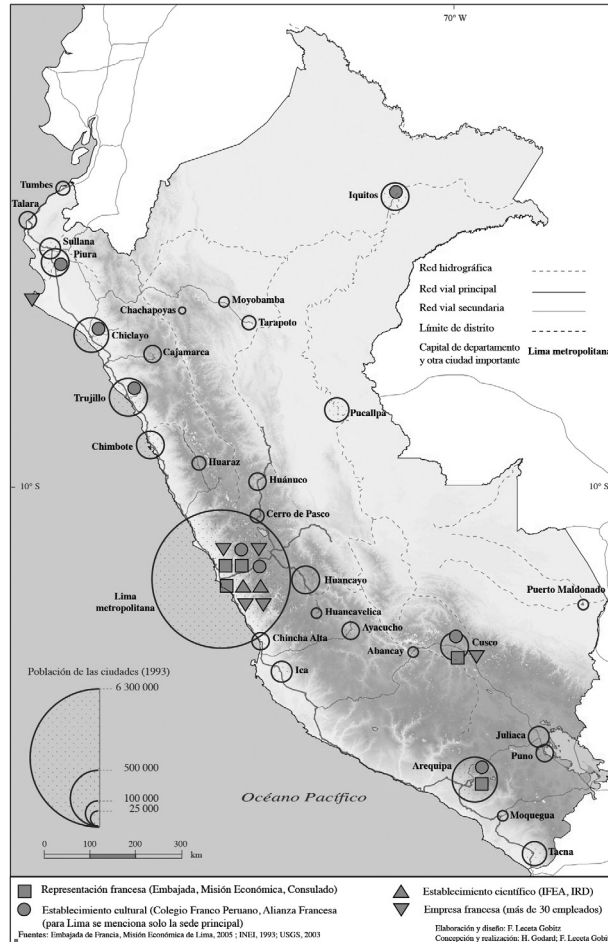 70° W
Tumbes
Talara
Sullana
Piura
Iquitos
Red hidrográfica
Red vial principal
Red vial secundaria
Límite de distrito
Capital de departamento
y otra ciudad importante
Lima metropolitana
Moyobamba
Chachapoyas
Tarapoto
Chiclayo
Cajamarca
Trujillo
Pucallpa
Chimbote
Huaraz
Huánuco
10° S
10° S
Cerro de Pasco
Huancayo
Lima
metropolitana
Puerto Maldonado
Huancavelica
Ayacucho
Chincha Alta
Abancay
Cusco
Ica
Población de las ciudades (1993)
6 300 000
500 000
100 000
25 000
Juliaca
Puno
Arequipa
Océano Pacífico
Moquegua
Tacna
0 100 200 300
km
Representación francesa (Embajada, Misión Económica, Consulado)
Establecimiento cultural (Colegio Franco Peruano, Alianza Francesa
(para Lima se menciona solo la sede principal)
Fuentes: Embajada de Francia, Misión Económica de Lima, 2005 ; INEI, 1993; USGS, 2003
Establecimiento científico (IFEA, IRD)
Empresa francesa (más de 30 empleados)
Elaboración y diseño: F. Leceta Gobitz
Concepción y realización: H. Godard; F. Leceta Gobitz